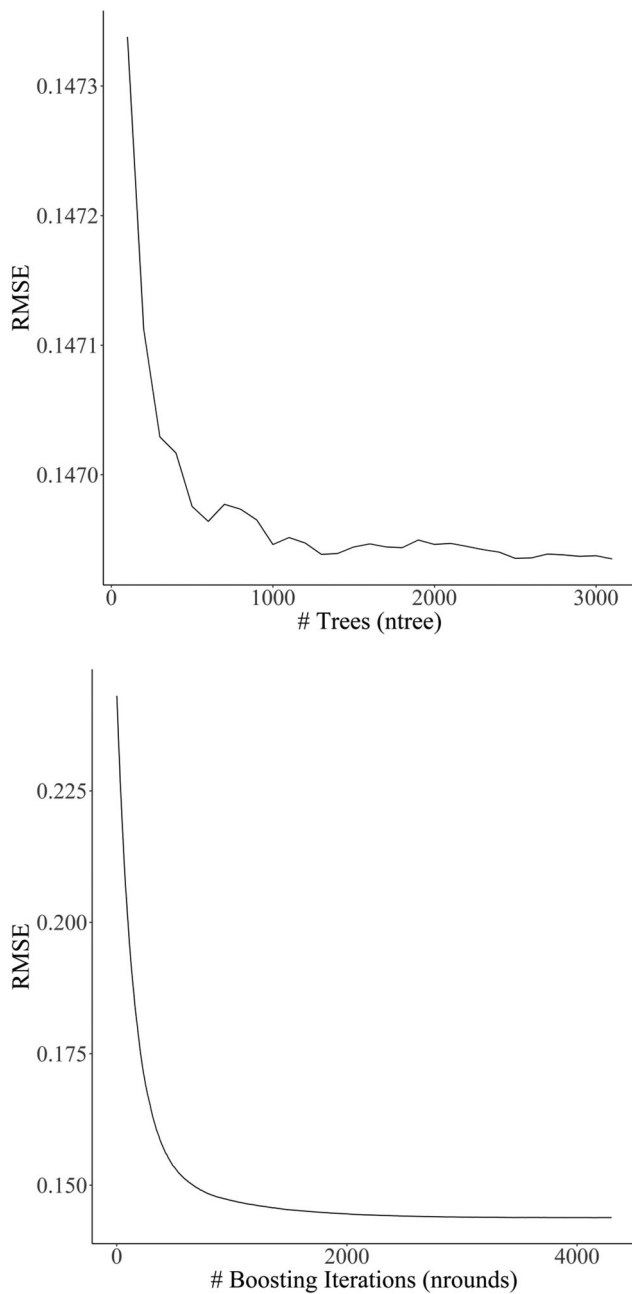 0.1473
0.1472
0.1471
0.1470
RMSE
0 1000 2000 3000
# Trees (ntree)
0.225
0.200
0.175
0.150
RMSE
0 2000 4000
# Boosting Iterations (nrounds)